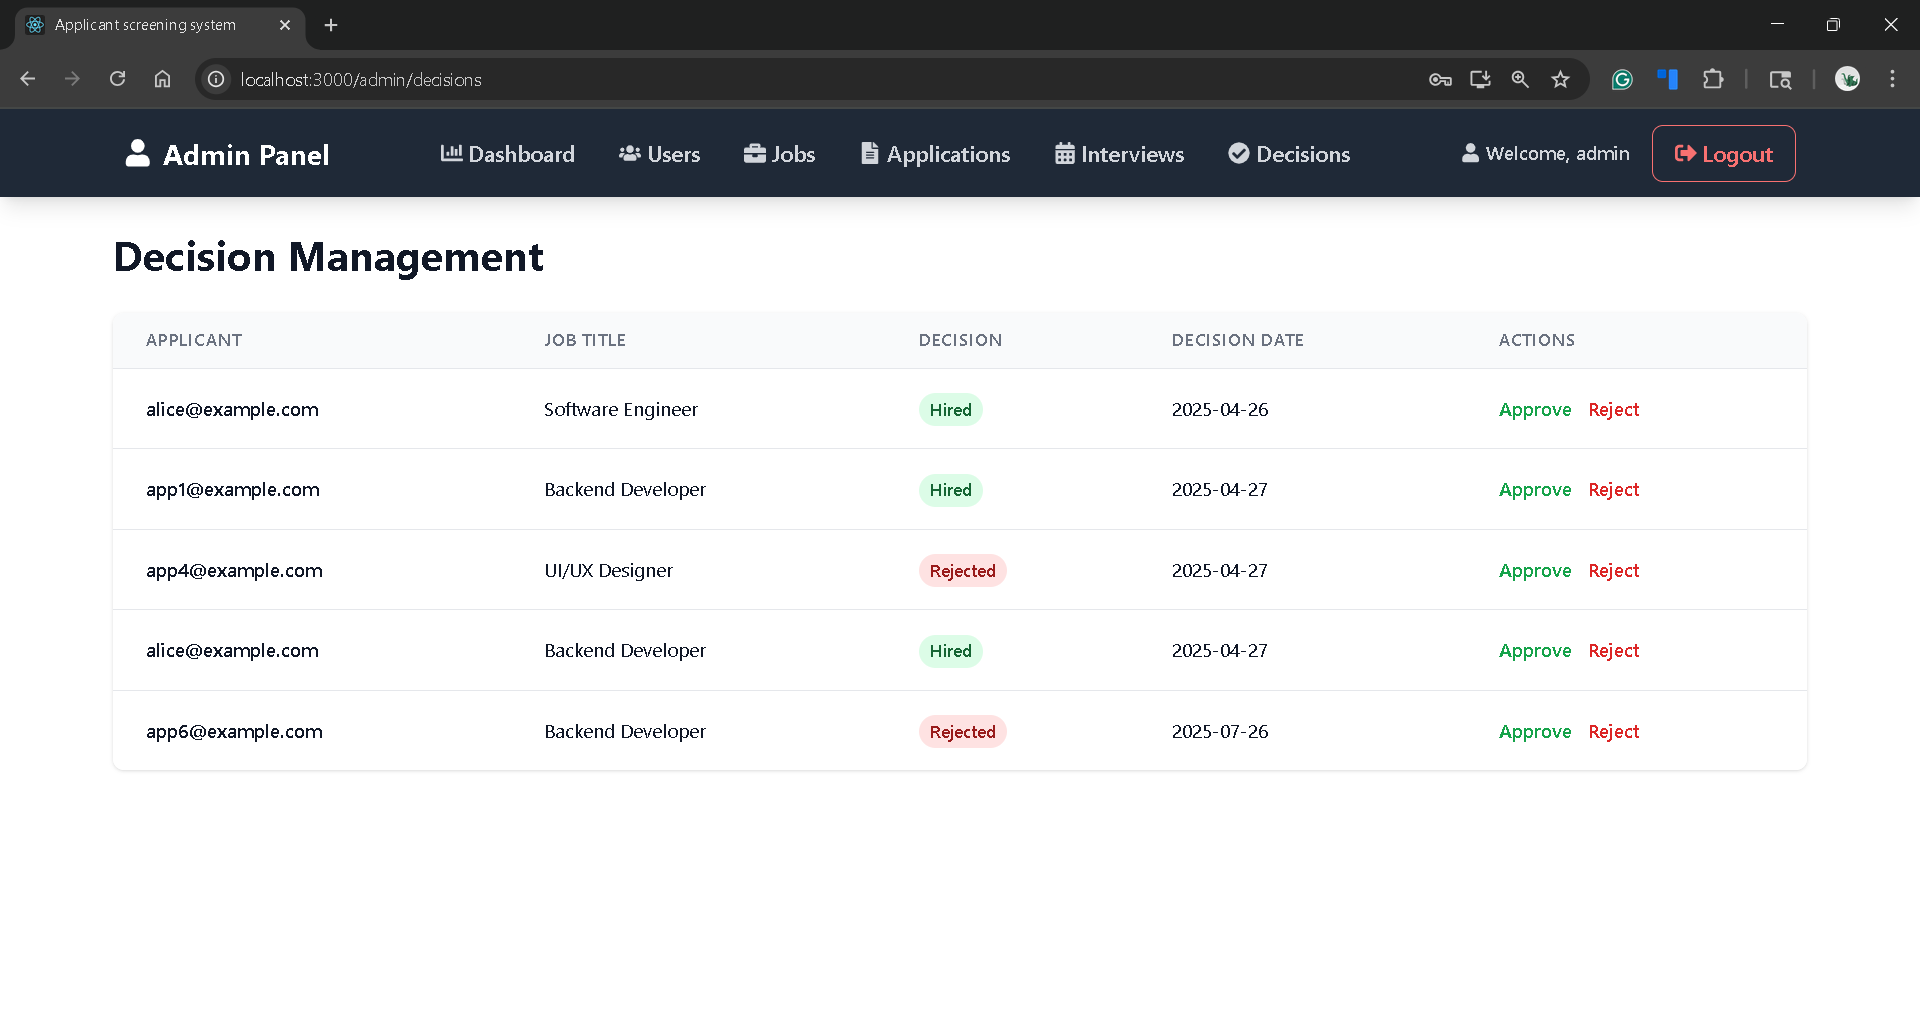 Applicant screening system
localhost:3000/admin/decisions
Admin Panel Dashboard Users Jobs Applications Interviews Decisions Welcome, admin Logout
Decision Management
APPLICANT JOB TITLE DECISION DECISION DATE ACTIONS
alice@example.com Software Engineer Hired 2025-04-26 Approve Reject
app1@example.com Backend Developer Hired 2025-04-27 Approve Reject
app4@example.com UI/UX Designer Rejected 2025-04-27 Approve Reject
alice@example.com Backend Developer Hired 2025-04-27 Approve Reject
app6@example.com Backend Developer Rejected 2025-07-26 Approve Reject